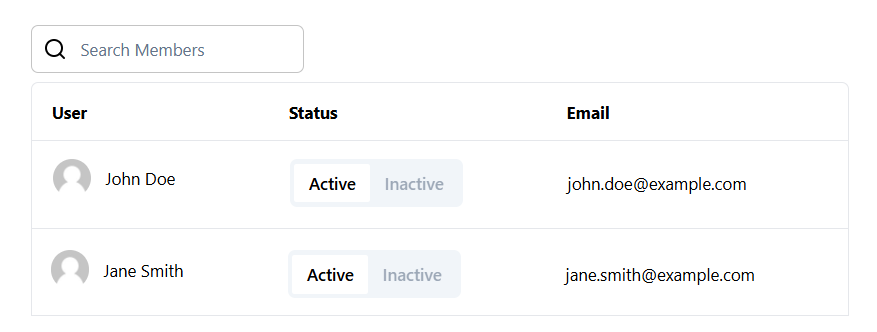 Search Members
User Status Email
John Doe Active Inactive john.doe@example.com
Jane Smith Active Inactive jane.smith@example.com